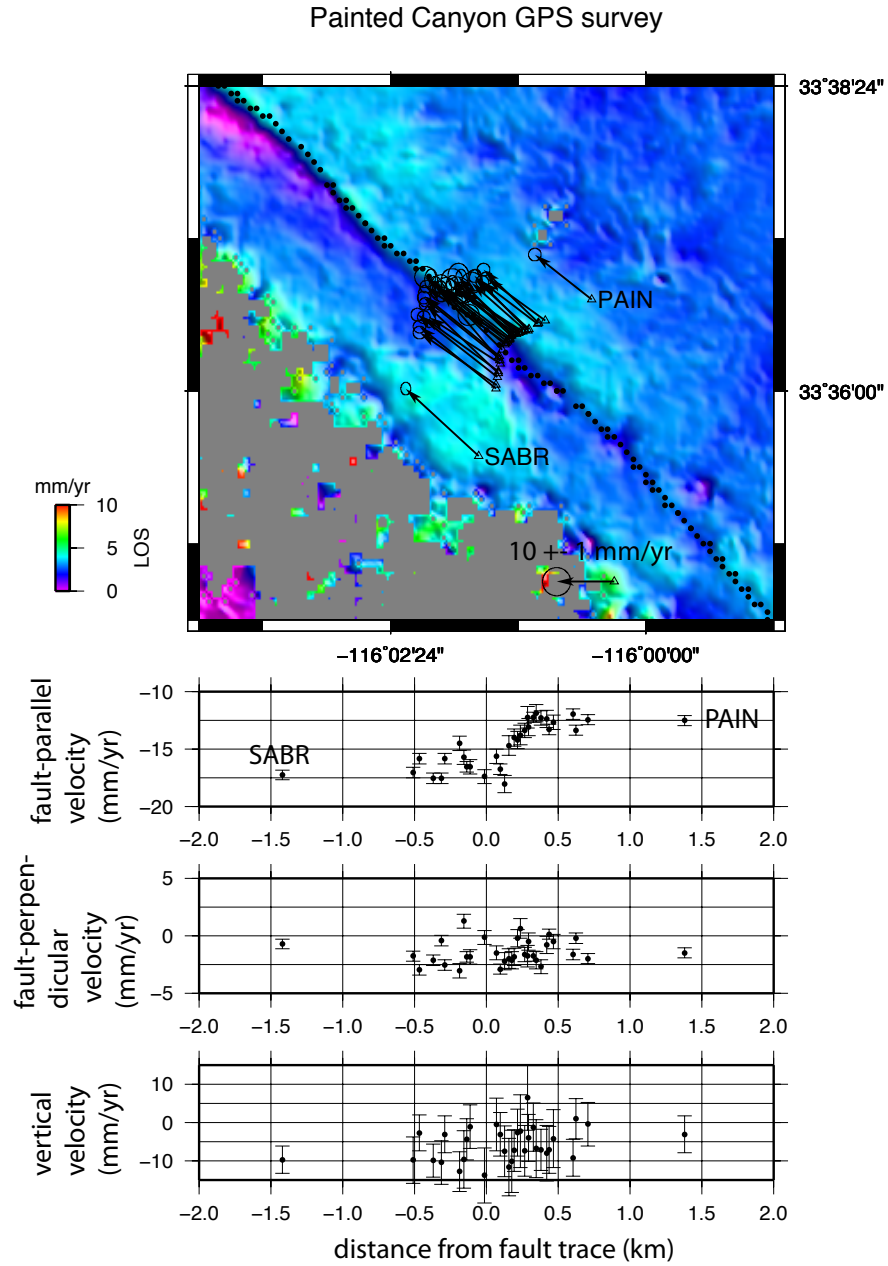 Painted Canyon GPS survey
33˚38'24"
PAIN
33˚36'00"
SABR
mm/yr
10
5
0
LOS
10 +- 1 mm/yr
−116˚02'24"
−116˚00'00"
fault-parallel
velocity
(mm/yr)
−10
−15
−20
SABR
PAIN
−2.0 −1.5 −1.0 −0.5 0.0 0.5 1.0 1.5 2.0
fault-perpen-
dicular
velocity
(mm/yr)
5
0
−5
−2.0 −1.5 −1.0 −0.5 0.0 0.5 1.0 1.5 2.0
vertical
velocity
(mm/yr)
10
0
−10
−2.0 −1.5 −1.0 −0.5 0.0 0.5 1.0 1.5 2.0
distance from fault trace (km)